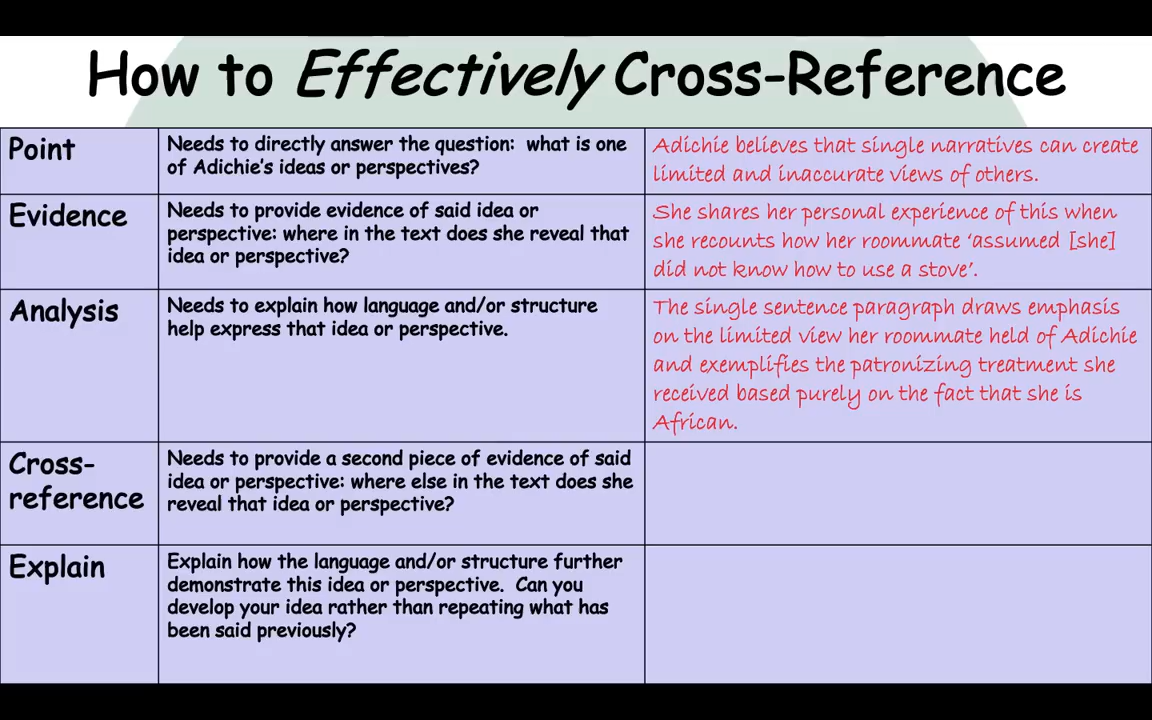 How to Effectively Cross-Reference
Point
Needs to directly answer the question: what is one
of Adichie's ideas or perspectives?
Adichie believes that single narratives can create
limited and inaccurate views of others.
Evidence
Needs to provide evidence of said idea or
perspective: where in the text does she reveal that
idea or perspective?
She shares her personal experience of this when
she recounts how her roommate 'assumed [she]
did not know how to use a stove'.
Analysis
Needs to explain how language and/or structure
help express that idea or perspective.
The single sentence paragraph draws emphasis
on the limited view her roommate held of Adichie
and exemplifies the patronizing treatment she
received based purely on the fact that she is
African.
Cross-
reference
Needs to provide a second piece of evidence of said
idea or perspective: where else in the text does she
reveal that idea or perspective?
Explain
Explain how the language and/or structure further
demonstrate this idea or perspective. Can you
develop your idea rather than repeating what has
been said previously?